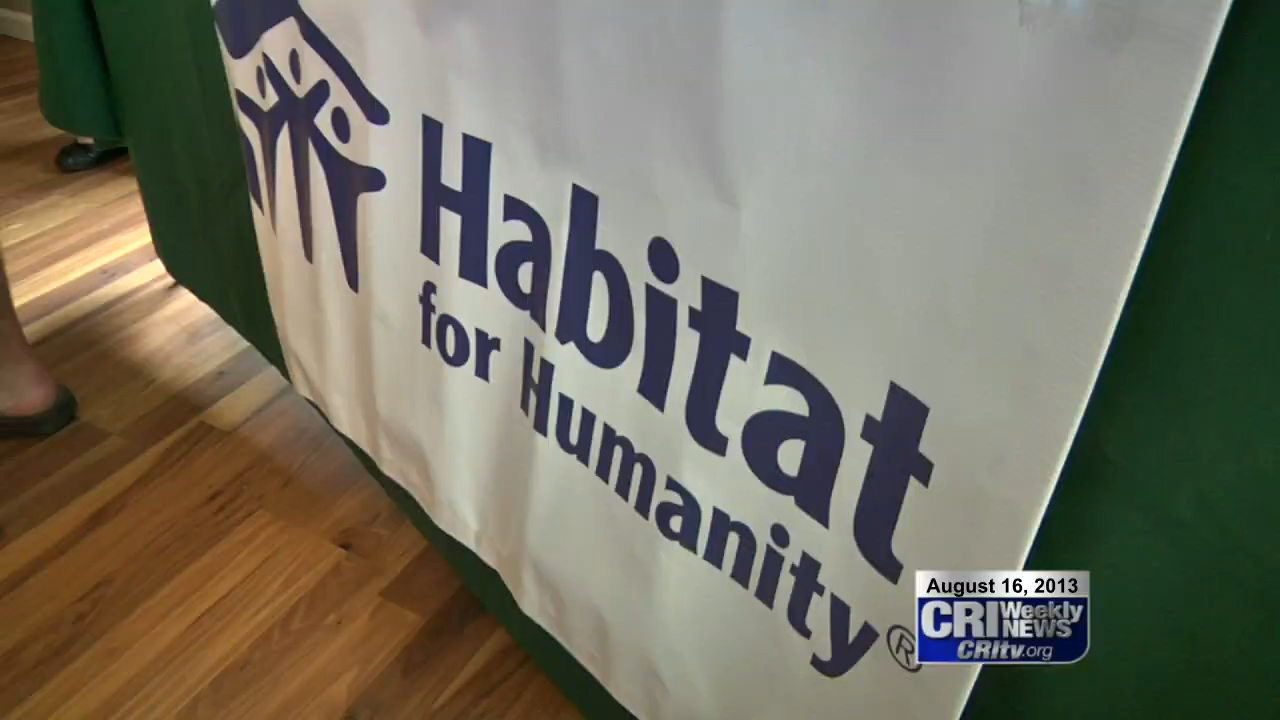 Habitat
for Humanity®
August 16, 2013
CRI Weekly NEWS
CRItv.org